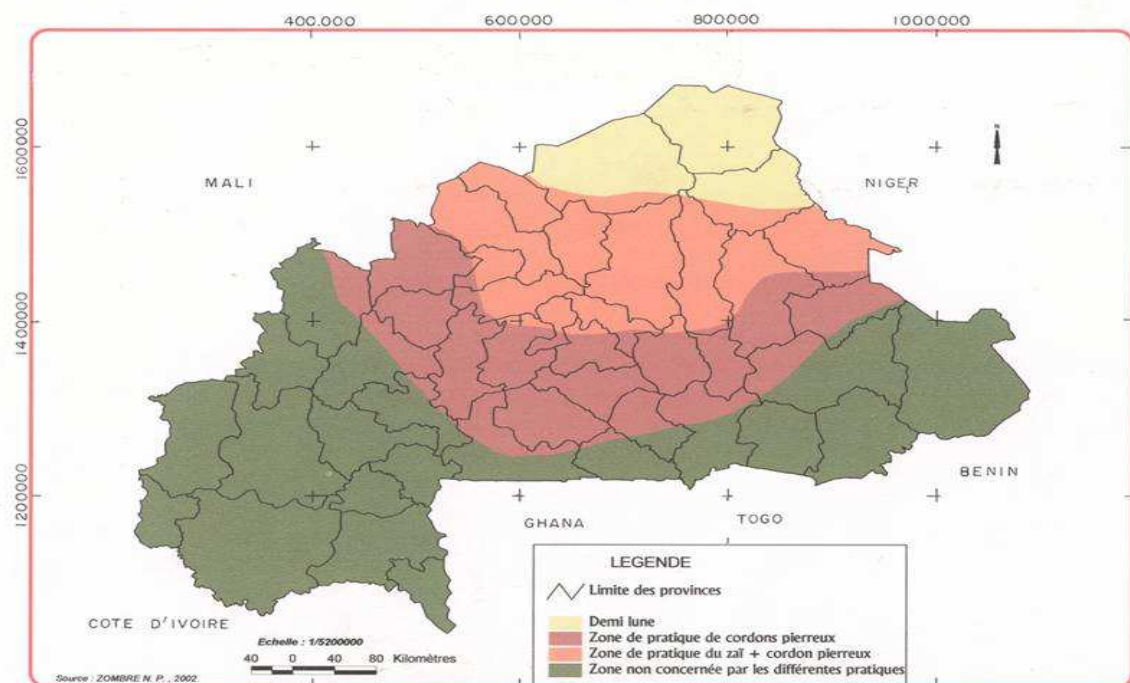 400.000 600000 800000 1000000
1600000
1400000
1200000
N
MALI
NIGER
BENIN
GHANA
TOGO
COTE D'IVOIRE
LEGENDE
Limite des provinces
Demi lune
Zone de pratique de cordons pierreux
Zone de pratique du zaï + cordon pierreux
Zone non concernée par les différentes pratiques
Echelle : 1/5200000
40 0 40 80 Kilomètres
Source : ZOMBRE N. P. , 2002